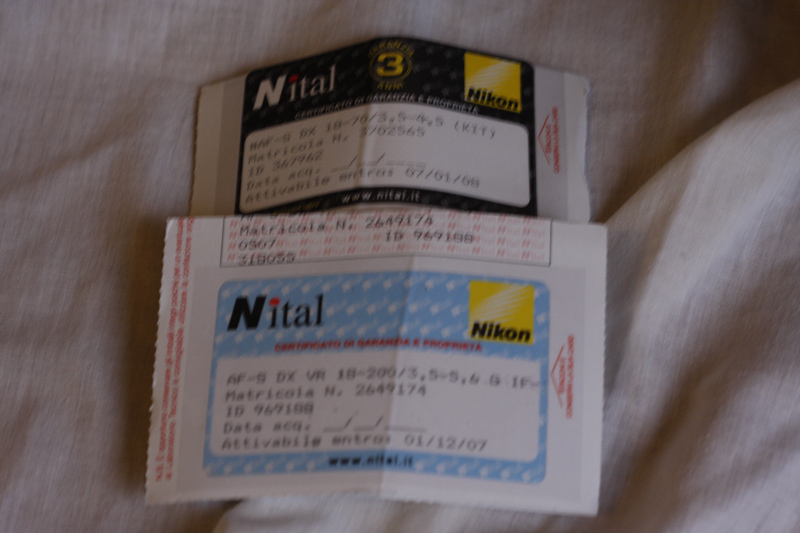 Nital
GARANZIA
3
ANNI
Nikon
CERTIFICATO DI GARANZIA E PROPRIETÀ
AF-S DX 18-70/3,5-4,5 (KIT)
Matricola N. 3702565
ID 367962
Data acq. __/__/____
Attivabile entro: 07/01/08
www.nital.it
Matricola N. 2649174
0907 ID 969188
318055
Nital
Nikon
CERTIFICATO DI GARANZIA E PROPRIETÀ
AF-S DX VR 18-200/3,5-5,6 G IF-
Matricola N. 2649174
ID 969188
Data acq. __/__/____
Attivabile entro: 01/12/07
www.nital.it